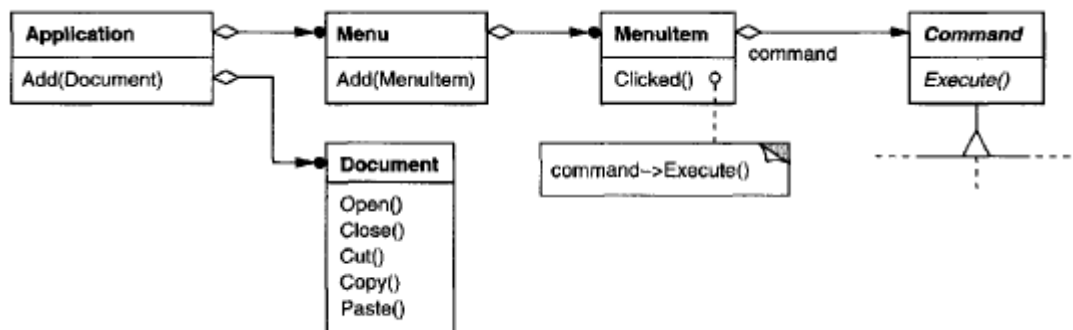 Application
Add(Document)
Menu
Add(MenuItem)
MenuItem
Clicked()
command
Command
Execute()
command->Execute()
Document
Open()
Close()
Cut()
Copy()
Paste()